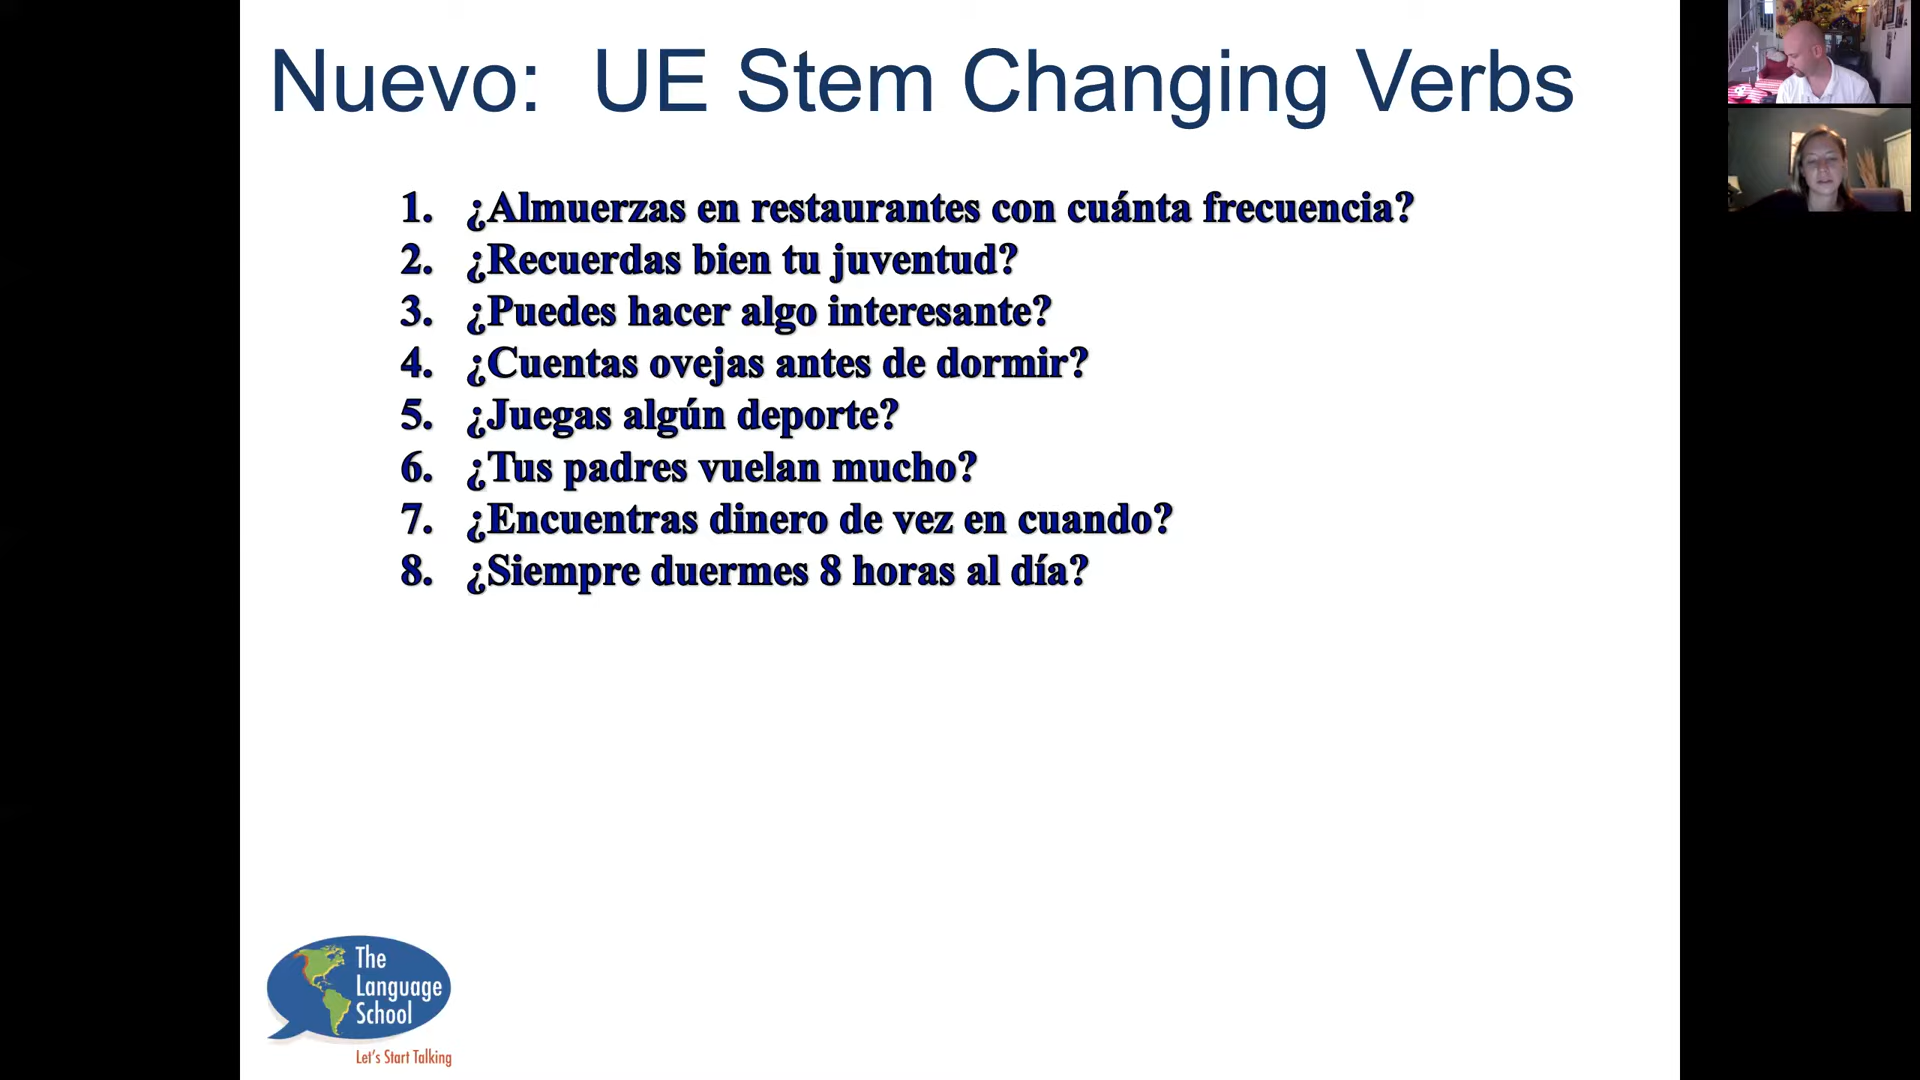 Nuevo: UE Stem Changing Verbs
1. ¿Almuerzas en restaurantes con cuánta frecuencia?
2. ¿Recuerdas bien tu juventud?
3. ¿Puedes hacer algo interesante?
4. ¿Cuentas ovejas antes de dormir?
5. ¿Juegas algún deporte?
6. ¿Tus padres vuelan mucho?
7. ¿Encuentras dinero de vez en cuando?
8. ¿Siempre duermes 8 horas al día?
The
Language
School
Let's Start Talking